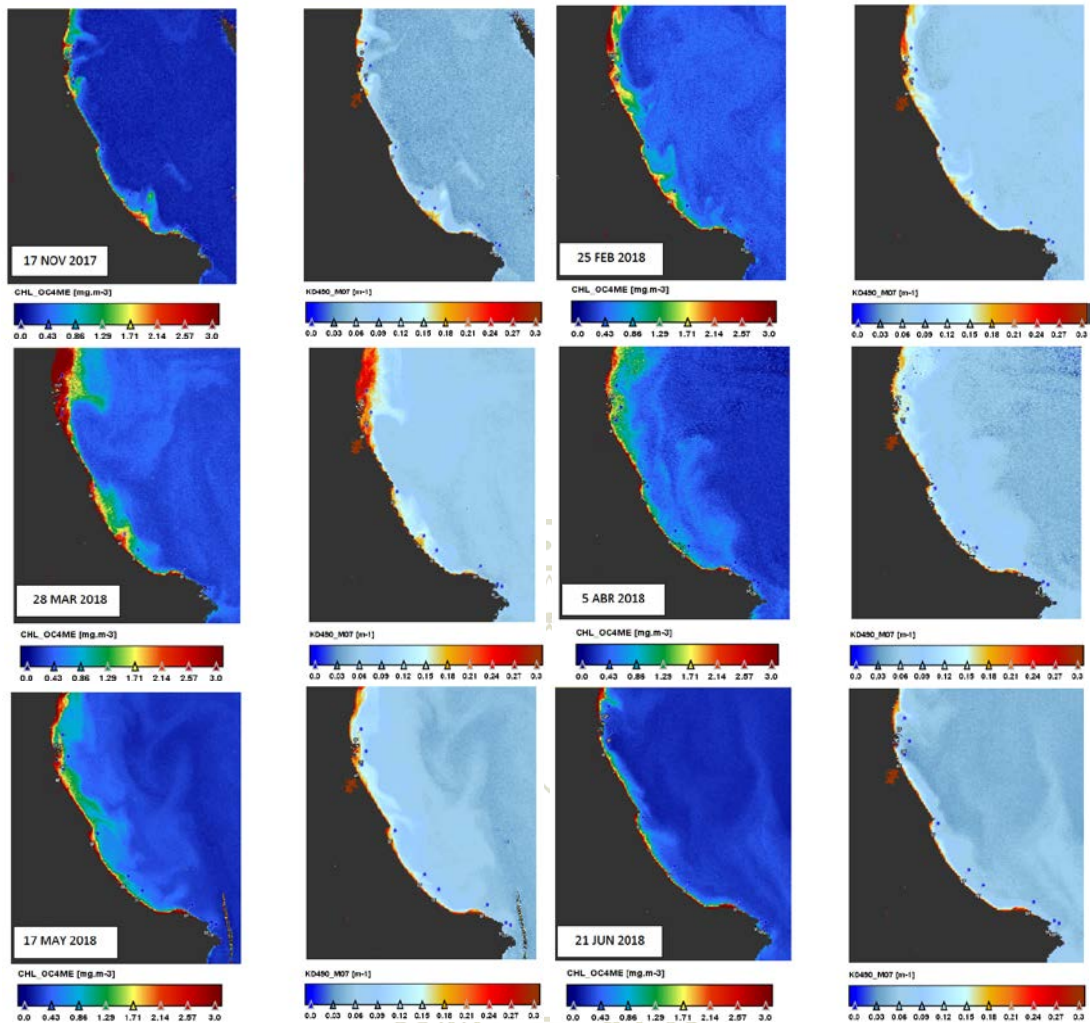 17 NOV 2017
25 FEB 2018
CHL_OC4ME [mg.m-3]
0.0 0.43 0.86 1.29 1.71 2.14 2.57 3.0
KD490_M07 [m-1]
0.0 0.03 0.06 0.09 0.12 0.15 0.18 0.21 0.24 0.27 0.3
CHL_OC4ME [mg.m-3]
0.0 0.43 0.86 1.29 1.71 2.14 2.57 3.0
KD490_M07 [m-1]
0.0 0.03 0.06 0.09 0.12 0.15 0.18 0.21 0.24 0.27 0.3
28 MAR 2018
5 ABR 2018
CHL_OC4ME [mg.m-3]
0.0 0.43 0.86 1.29 1.71 2.14 2.57 3.0
KD490_M07 [m-1]
0.0 0.03 0.06 0.09 0.12 0.15 0.18 0.21 0.24 0.27 0.3
CHL_OC4ME [mg.m-3]
0.0 0.43 0.86 1.29 1.71 2.14 2.57 3.0
KD490_M07 [m-1]
0.0 0.03 0.06 0.09 0.12 0.15 0.18 0.21 0.24 0.27 0.3
17 MAY 2018
21 JUN 2018
CHL_OC4ME [mg.m-3]
0.0 0.43 0.86 1.29 1.71 2.14 2.57 3.0
KD490_M07 [m-1]
0.0 0.03 0.06 0.09 0.12 0.15 0.18 0.21 0.24 0.27 0.3
CHL_OC4ME [mg.m-3]
0.0 0.43 0.86 1.29 1.71 2.14 2.57 3.0
KD490_M07 [m-1]
0.0 0.03 0.06 0.09 0.12 0.15 0.18 0.21 0.24 0.27 0.3